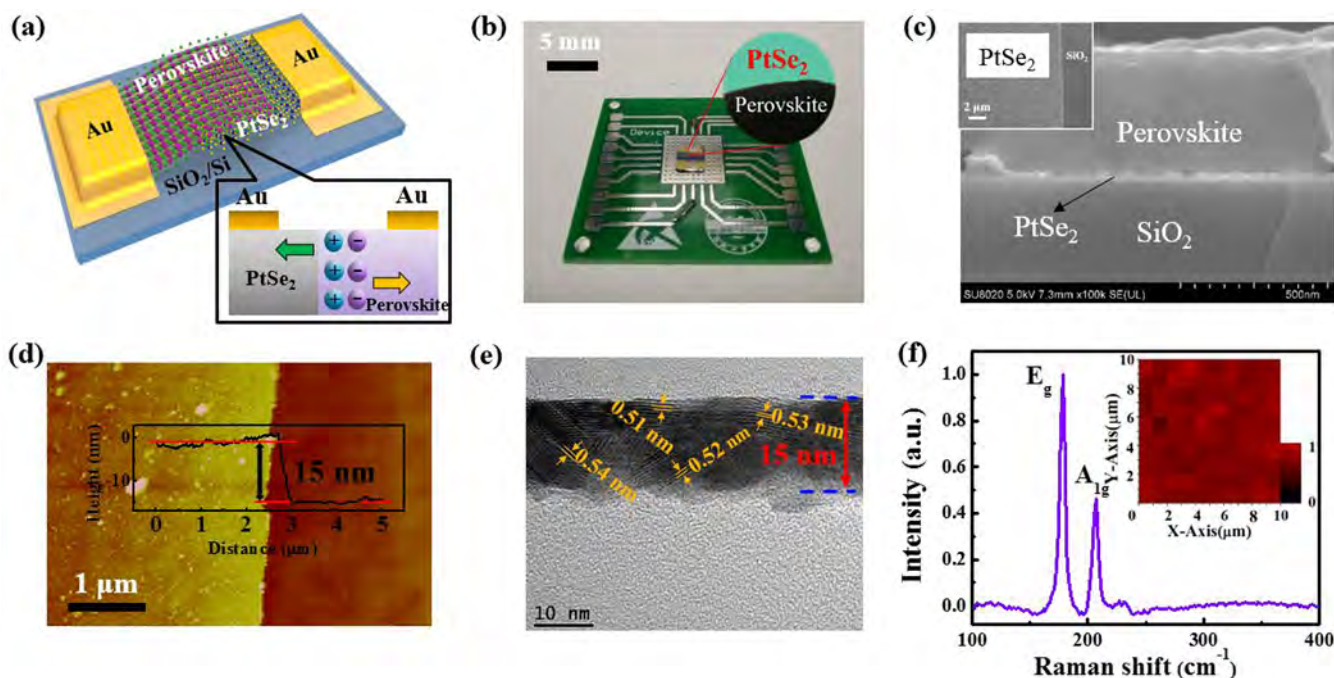 (a)
Perovskite
Au
Au
PtSe2
SiO2/Si
Au
Au
+ −
+ −
+ −
PtSe2
Perovskite
(b)
5 mm
PtSe2
Perovskite
Device
(c)
PtSe2
SiO2
2 μm
Perovskite
PtSe2
SiO2
SU8020 5.0kV 7.3mm x100k SE(UL)
500nm
(d)
Height (nm)
0
-10
15 nm
0 1 2 3 4 5
Distance (μm)
1 μm
(e)
0.51 nm
0.53 nm
0.52 nm
0.54 nm
15 nm
10 nm
(f)
Intensity (a.u.)
1.0
0.8
0.6
0.4
0.2
0.0
Eg
A1g
Y-Axis(μm)
10
8
6
4
2
0
0 2 4 6 8 10
X-Axis(μm)
1
0
100 200 300 400
Raman shift (cm-1)